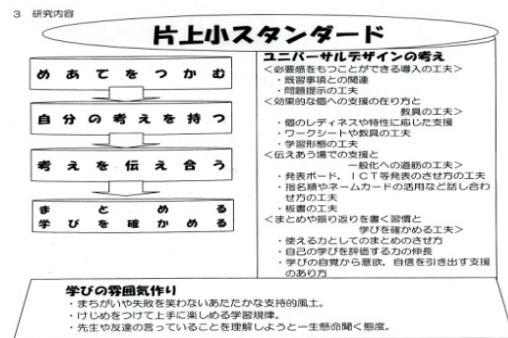 3 研究内容
片上小スタンダード
めあてをつかむ
自分の考えを持つ
考えを伝え合う
まとめる
学びを確かめる
ユニバーサルデザインの考え
<必要感をもつことができる導入の工夫>
・既習事項との関連
・問題提示の工夫
<効果的な個への支援の在り方と
教具の工夫>
・個のレディネスや特性に応じた支援
・ワークシートや教具の工夫
・学習形態の工夫
<伝えあう場での支援と
一般化への道筋の工夫>
・発表ボード，ＩＣＴ等発表のさせ方の工夫
・指名順やネームカードの活用など話し合わ
せ方の工夫
・板書の工夫
<まとめや振り返りを書く習慣と
学びを確かめる工夫>
・使える力としてのまとめのさせ方
・自己の学びを評価する力の伸長
・学びの自覚から意欲，自信を引き出す支援
のあり方
学びの雰囲気作り
・まちがいや失敗を笑わないあたたかな支持的風土。
・けじめをつけて上手に楽しめる学習規律。
・先生や友達の言っていることを理解しようと一生懸命聞く態度。